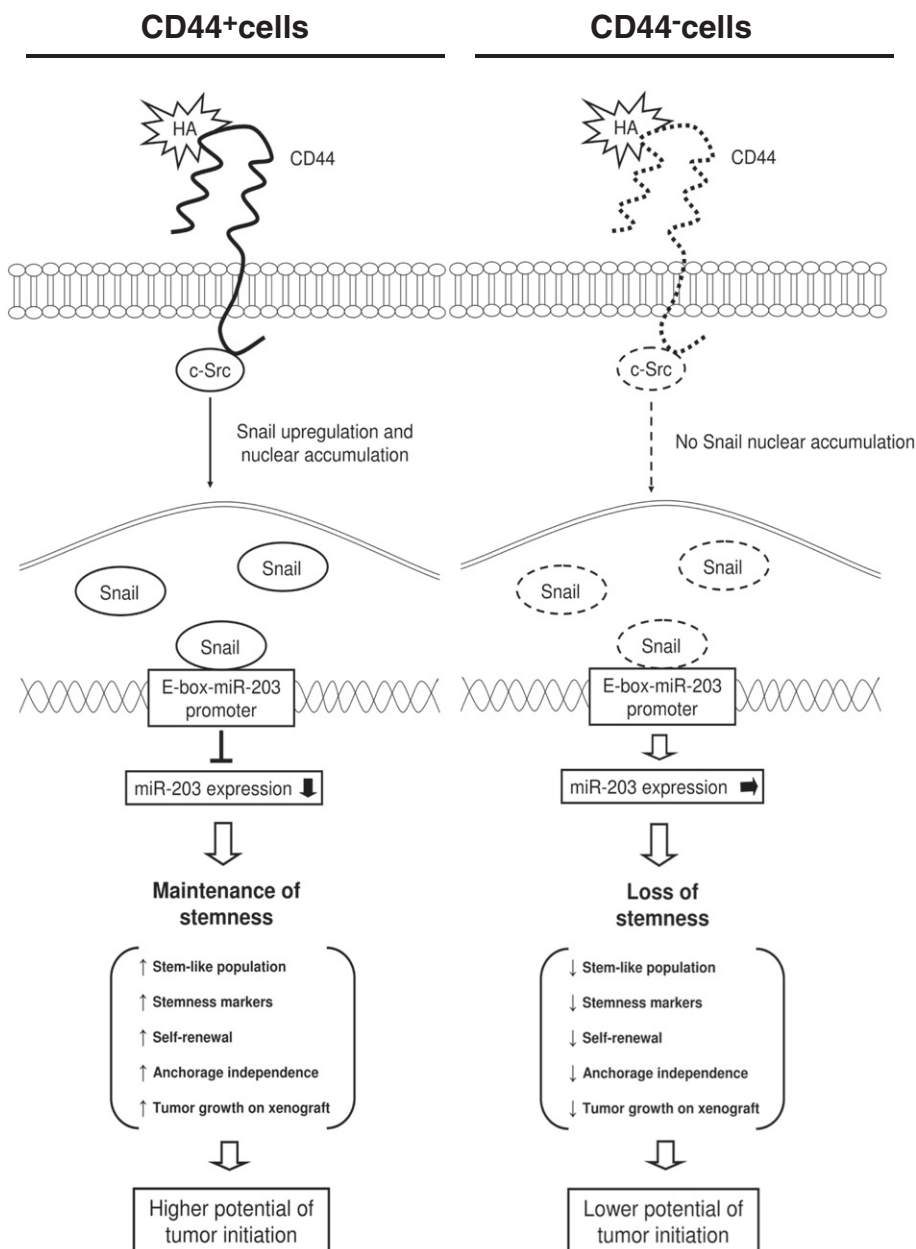 CD44+cells
HA
CD44
c-Src
Snail upregulation and
nuclear accumulation
Snail
Snail
Snail
E-box-miR-203
promoter
miR-203 expression
Maintenance of
stemness
↑ Stem-like population
↑ Stemness markers
↑ Self-renewal
↑ Anchorage independence
↑ Tumor growth on xenograft
Higher potential of
tumor initiation
CD44-cells
HA
CD44
c-Src
No Snail nuclear accumulation
Snail
Snail
Snail
E-box-miR-203
promoter
miR-203 expression
Loss of
stemness
↓ Stem-like population
↓ Stemness markers
↓ Self-renewal
↓ Anchorage independence
↓ Tumor growth on xenograft
Lower potential of
tumor initiation